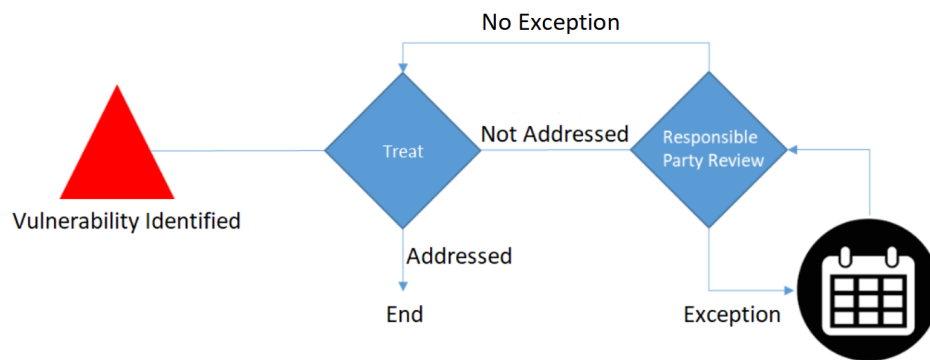 No Exception
Treat
Not Addressed
Responsible
Party Review
Vulnerability Identified
Addressed
End
Exception